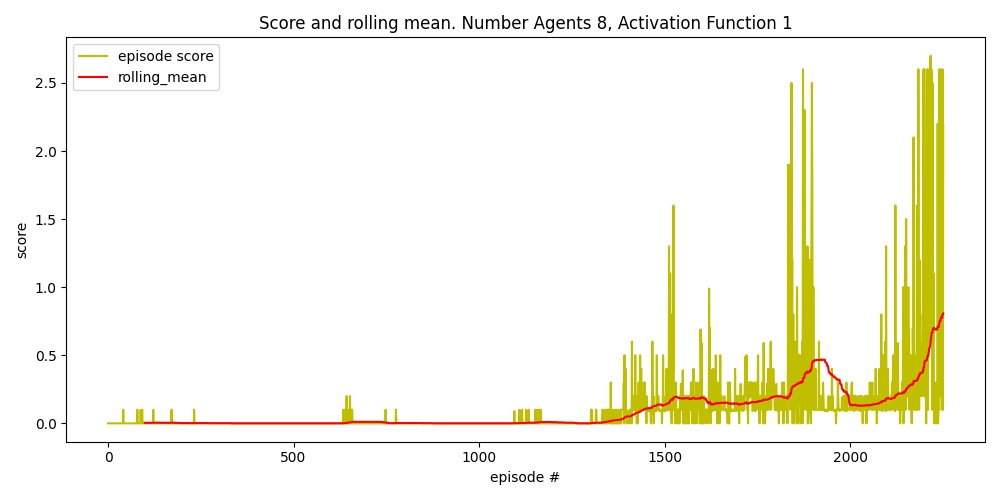 Score and rolling mean. Number Agents 8, Activation Function 1
episode score
rolling_mean
2.5
2.0
1.5
1.0
0.5
0.0
score
0 500 1000 1500 2000
episode #